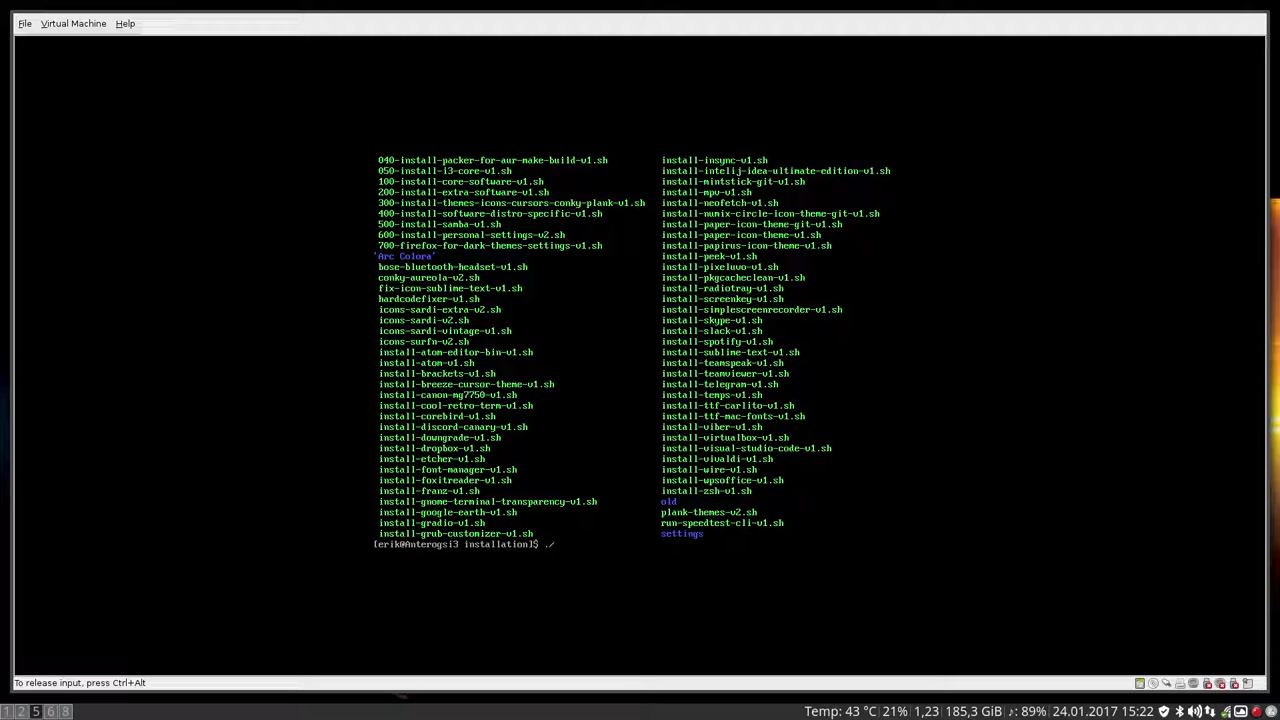 File Virtual Machine Help
040-install-packer-for-aur-make-build-v1.sh install-insync-v1.sh
050-install-i3-core-v1.sh install-intelij-idea-ultimate-edition-v1.sh
100-install-core-software-v1.sh install-mintstick-git-v1.sh
200-install-extra-software-v1.sh install-mpv-v1.sh
300-install-themes-icons-cursors-conky-plank-v1.sh install-neofetch-v1.sh
400-install-software-distro-specific-v1.sh install-numix-circle-icon-theme-git-v1.sh
500-install-samba-v1.sh install-paper-icon-theme-git-v1.sh
600-install-personal-settings-v2.sh install-paper-icon-theme-v1.sh
700-firefox-for-dark-themes-settings-v1.sh install-papirus-icon-theme-v1.sh
'Arc Colora' install-peek-v1.sh
bose-bluetooth-headset-v1.sh install-pixeluvo-v1.sh
conky-aureola-v2.sh install-pkgcacheclean-v1.sh
fix-icon-sublime-text-v1.sh install-radiotray-v1.sh
hardcodefixer-v1.sh install-screenkey-v1.sh
icons-sardi-extra-v2.sh install-simplescreenrecorder-v1.sh
icons-sardi-v2.sh install-skype-v1.sh
icons-sardi-vintage-v1.sh install-slack-v1.sh
icons-surfn-v2.sh install-spotify-v1.sh
install-atom-editor-bin-v1.sh install-sublime-text-v1.sh
install-atom-v1.sh install-teamspeak-v1.sh
install-brackets-v1.sh install-teamviewer-v1.sh
install-breeze-cursor-theme-v1.sh install-telegram-v1.sh
install-canon-mg7750-v1.sh install-temps-v1.sh
install-cool-retro-term-v1.sh install-ttf-carlito-v1.sh
install-corebird-v1.sh install-ttf-mac-fonts-v1.sh
install-discord-canary-v1.sh install-viber-v1.sh
install-downgrade-v1.sh install-virtualbox-v1.sh
install-dropbox-v1.sh install-visual-studio-code-v1.sh
install-etcher-v1.sh install-vivaldi-v1.sh
install-font-manager-v1.sh install-wire-v1.sh
install-foxitreader-v1.sh install-wpsoffice-v1.sh
install-franz-v1.sh install-zsh-v1.sh
install-gnome-terminal-transparency-v1.sh old
install-google-earth-v1.sh plank-themes-v2.sh
install-gradio-v1.sh run-speedtest-cli-v1.sh
install-grub-customizer-v1.sh settings
[erik@Anterogsi3 installation]$ ./
To release input, press Ctrl+Alt
1 2 5 6 8 Temp: 43 °C 21% 1,23 185,3 GiB ♪: 89% 24.01.2017 15:22